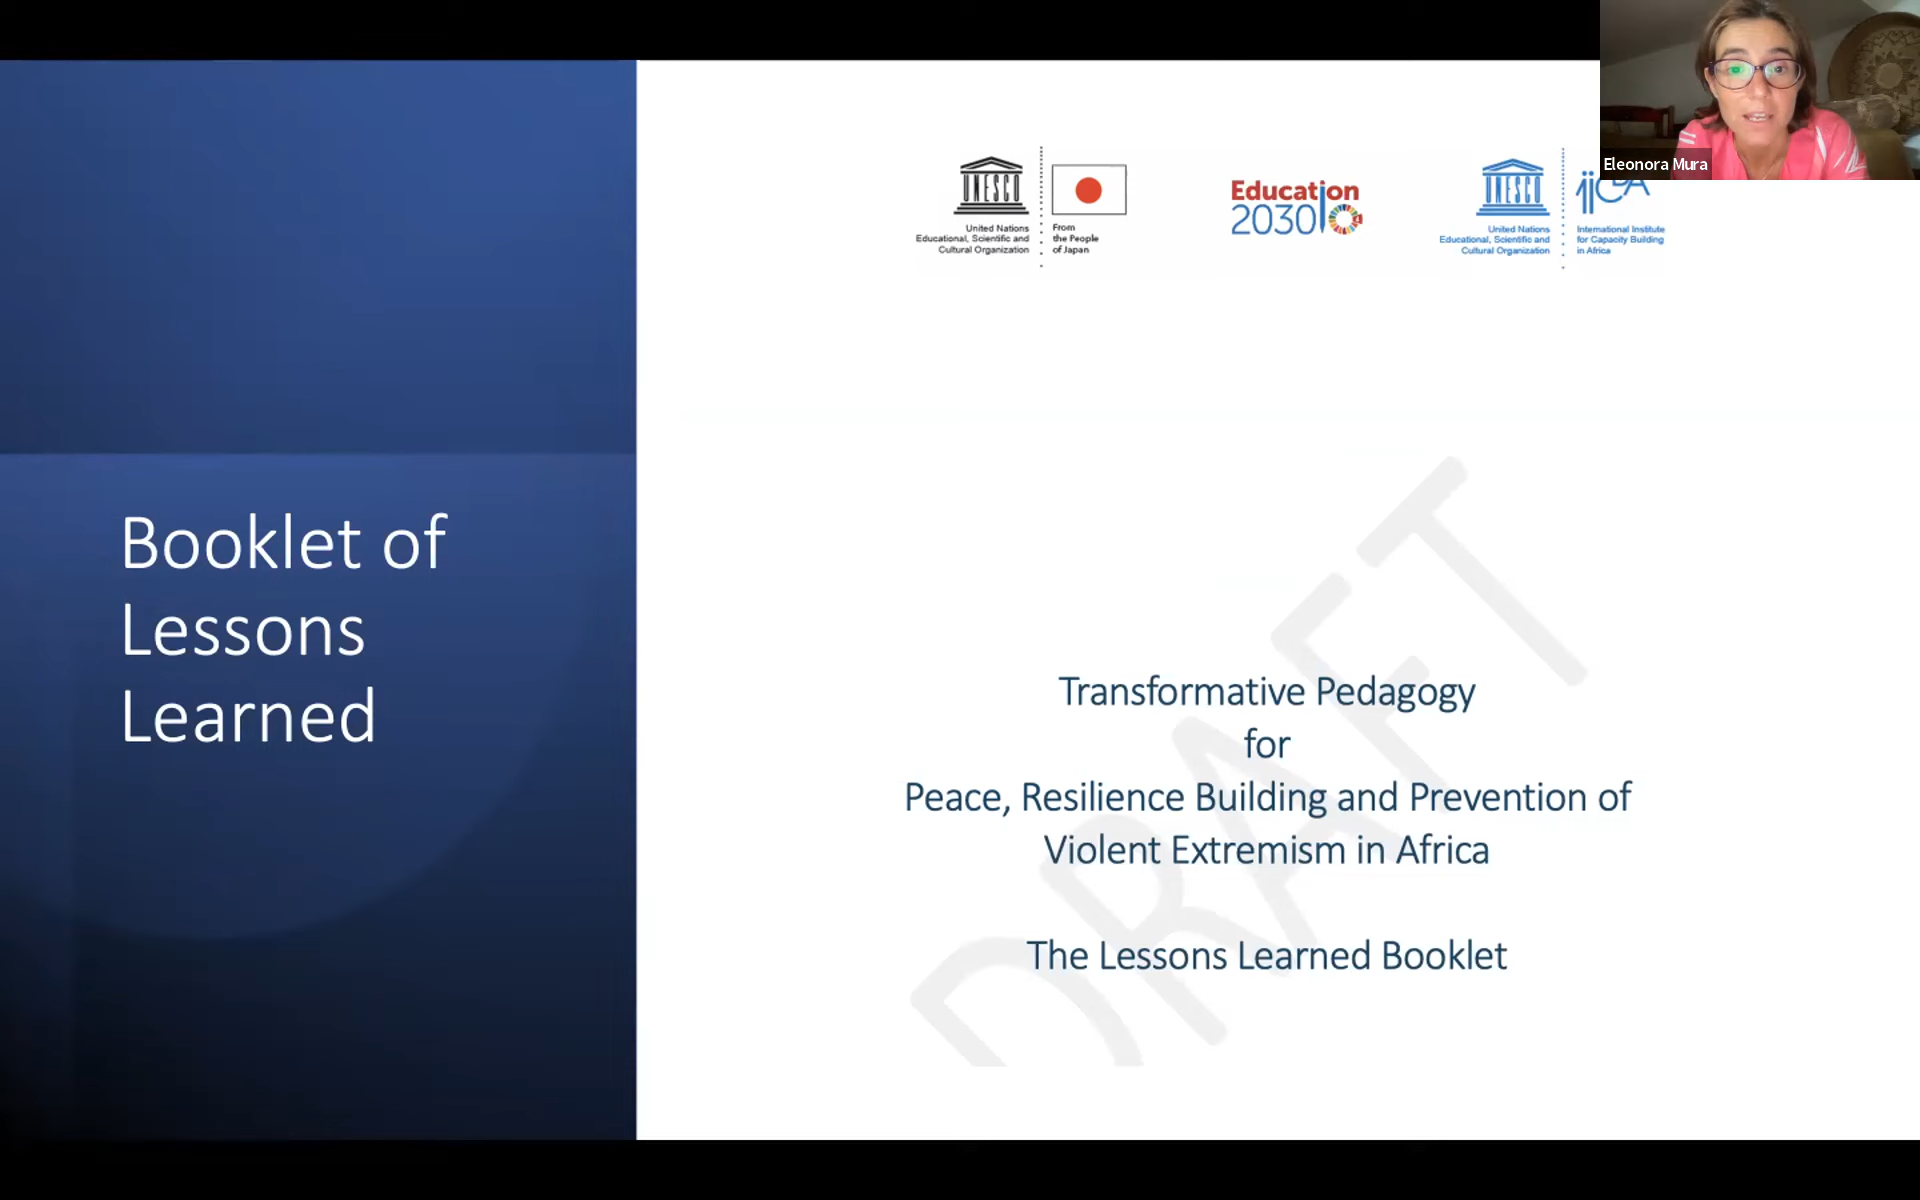 Eleonora Mura
UNESCO
United Nations
Educational, Scientific and
Cultural Organization
From
the People
of Japan
Education
2030
UNESCO
United Nations
Educational, Scientific and
Cultural Organization
International Institute
for Capacity Building
in Africa
Booklet of
Lessons
Learned
Transformative Pedagogy
for
Peace, Resilience Building and Prevention of
Violent Extremism in Africa
The Lessons Learned Booklet
DRAFT